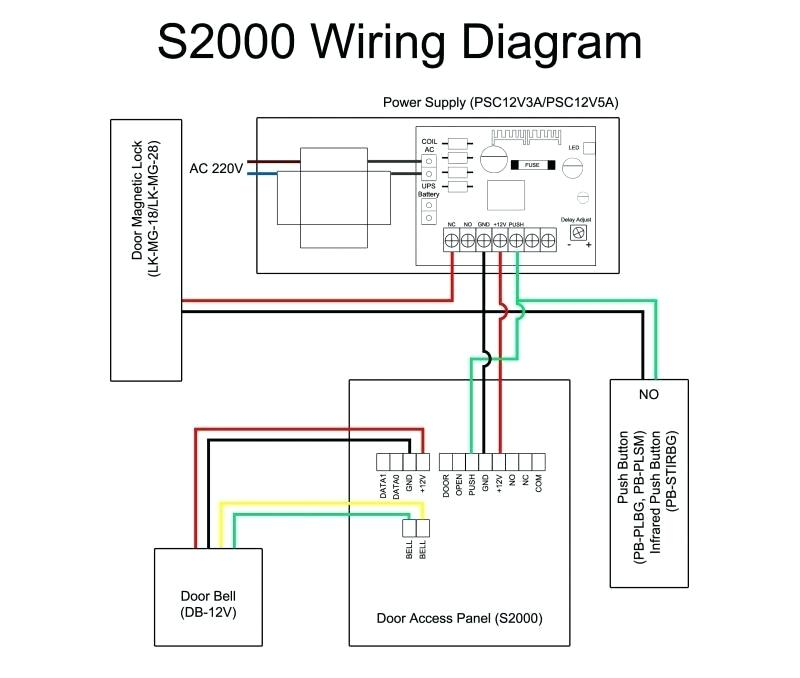 S2000 Wiring Diagram
Power Supply (PSC12V3A/PSC12V5A)
Door Magnetic Lock
(LK-MG-18/LK-MG-28)
AC 220V
COIL
AC
UPS
Battery
FUSE
LED
Delay Adjust
- +
NC NO GND +12V PUSH
NO
Push Button
(PB-PLBG, PB-PLSM)
Infrared Push Button
(PB-STIRBG)
DATA1
DATA0
GND
+12V
DOOR
OPEN
PUSH
GND
+12V
NO
NC
COM
BELL
BELL
Door Bell
(DB-12V)
Door Access Panel (S2000)